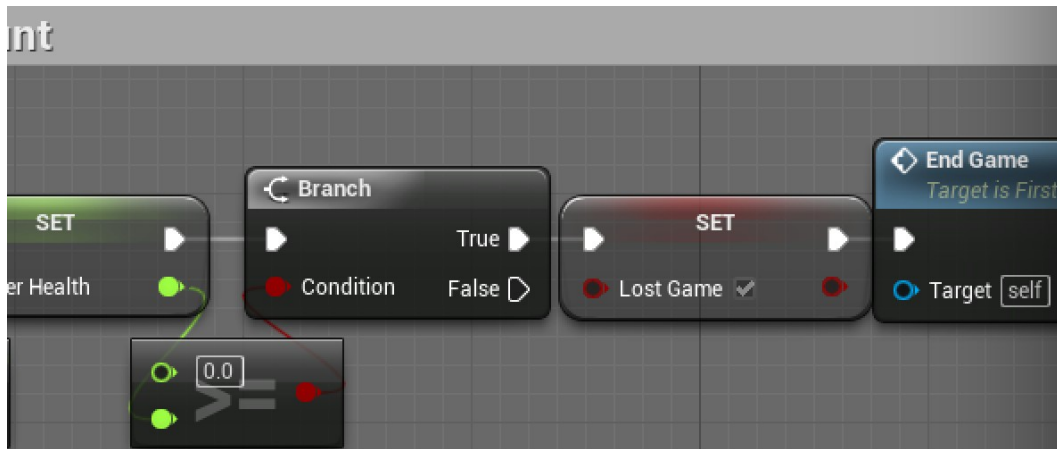 End Game
Target is First
Branch
SET
SET
True
er Health
Condition
False
Lost Game
Target self
0.0
>=